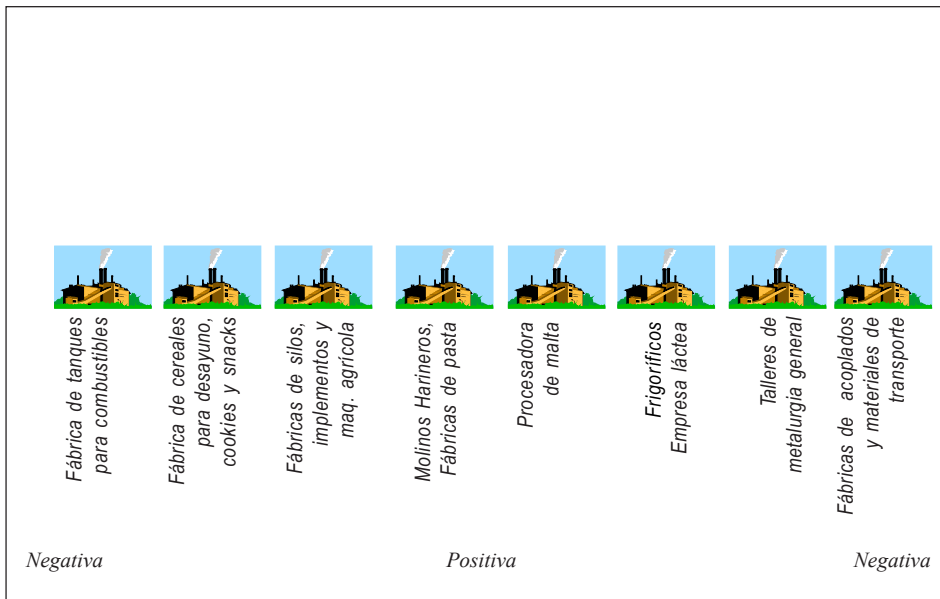 Fábrica de tanques
para combustibles
Fábrica de cereales
para desayuno,
cookies y snacks
Fábricas de silos,
implementos y
maq. agrícola
Molinos Harineros,
Fábricas de pasta
Procesadora
de malta
Frigoríficos
Empresa láctea
Talleres de
metalurgia general
Fábricas de acoplados
y materiales de
transporte
Negativa
Positiva
Negativa